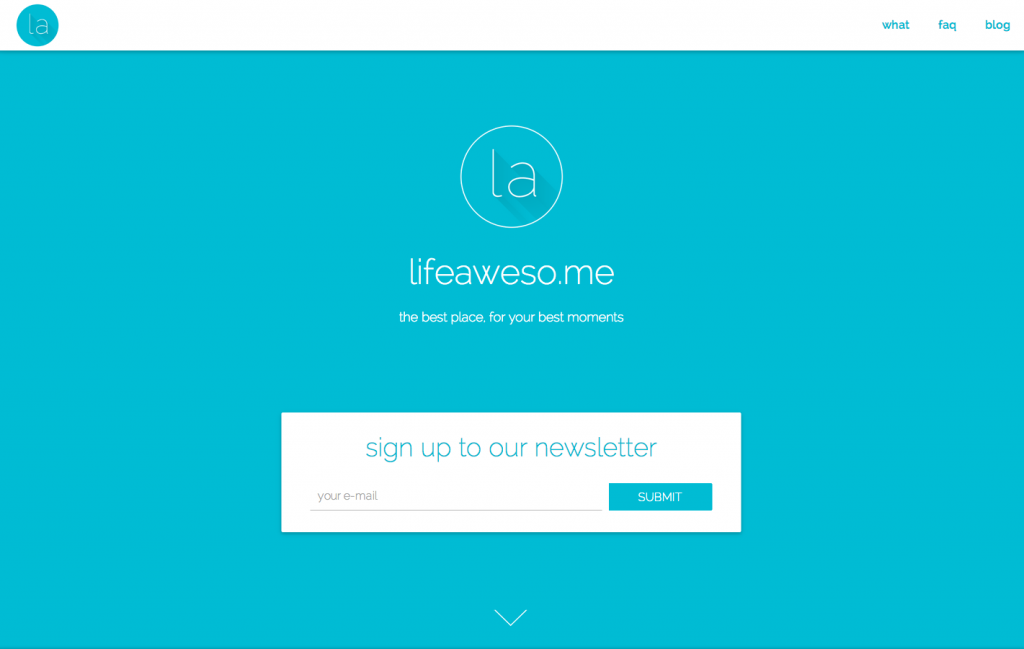 la
what faq blog
la
lifeaweso.me
the best place, for your best moments
sign up to our newsletter
your e-mail
SUBMIT